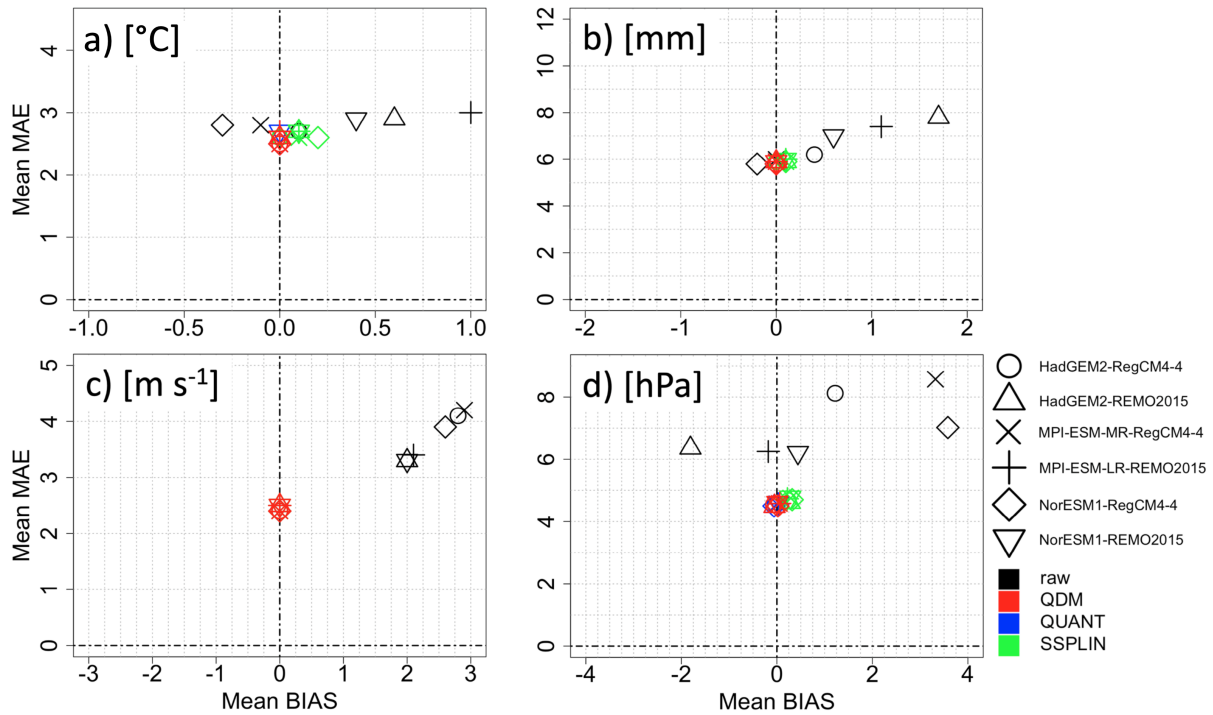 a) [°C]
Mean MAE
0 1 2 3 4
-1.0 -0.5 0.0 0.5 1.0
b) [mm]
0 2 4 6 8 10 12
-2 -1 0 1 2
c) [m s-1]
Mean MAE
0 1 2 3 4 5
-3 -2 -1 0 1 2 3
Mean BIAS
d) [hPa]
0 2 4 6 8
-4 -2 0 2 4
Mean BIAS
HadGEM2-RegCM4-4
HadGEM2-REMO2015
MPI-ESM-MR-RegCM4-4
MPI-ESM-LR-REMO2015
NorESM1-RegCM4-4
NorESM1-REMO2015
raw
QDM
QUANT
SSPLIN